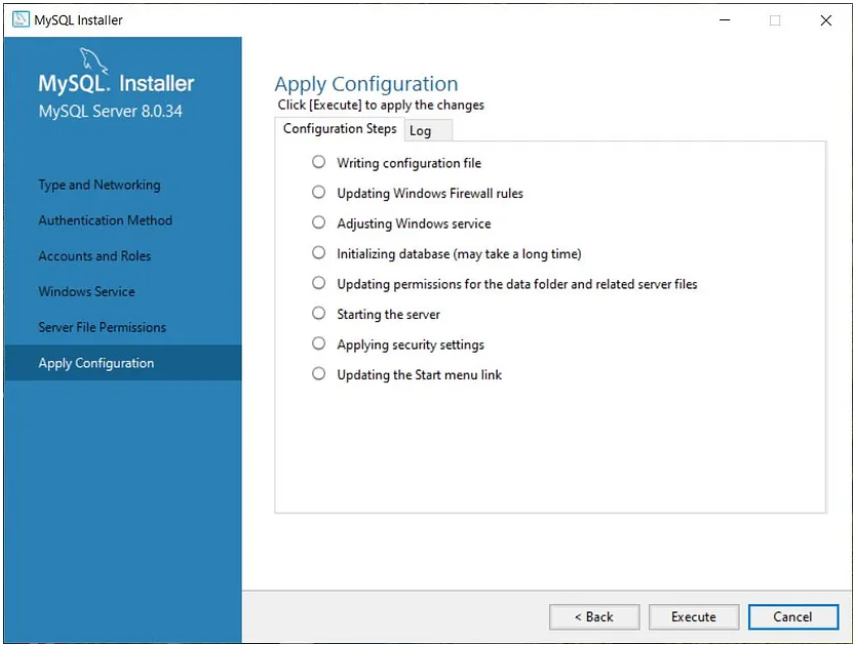 MySQL Installer
MySQL. Installer
MySQL Server 8.0.34
Type and Networking
Authentication Method
Accounts and Roles
Windows Service
Server File Permissions
Apply Configuration
Apply Configuration
Click [Execute] to apply the changes
Configuration Steps Log
Writing configuration file
Updating Windows Firewall rules
Adjusting Windows service
Initializing database (may take a long time)
Updating permissions for the data folder and related server files
Starting the server
Applying security settings
Updating the Start menu link
< Back Execute Cancel